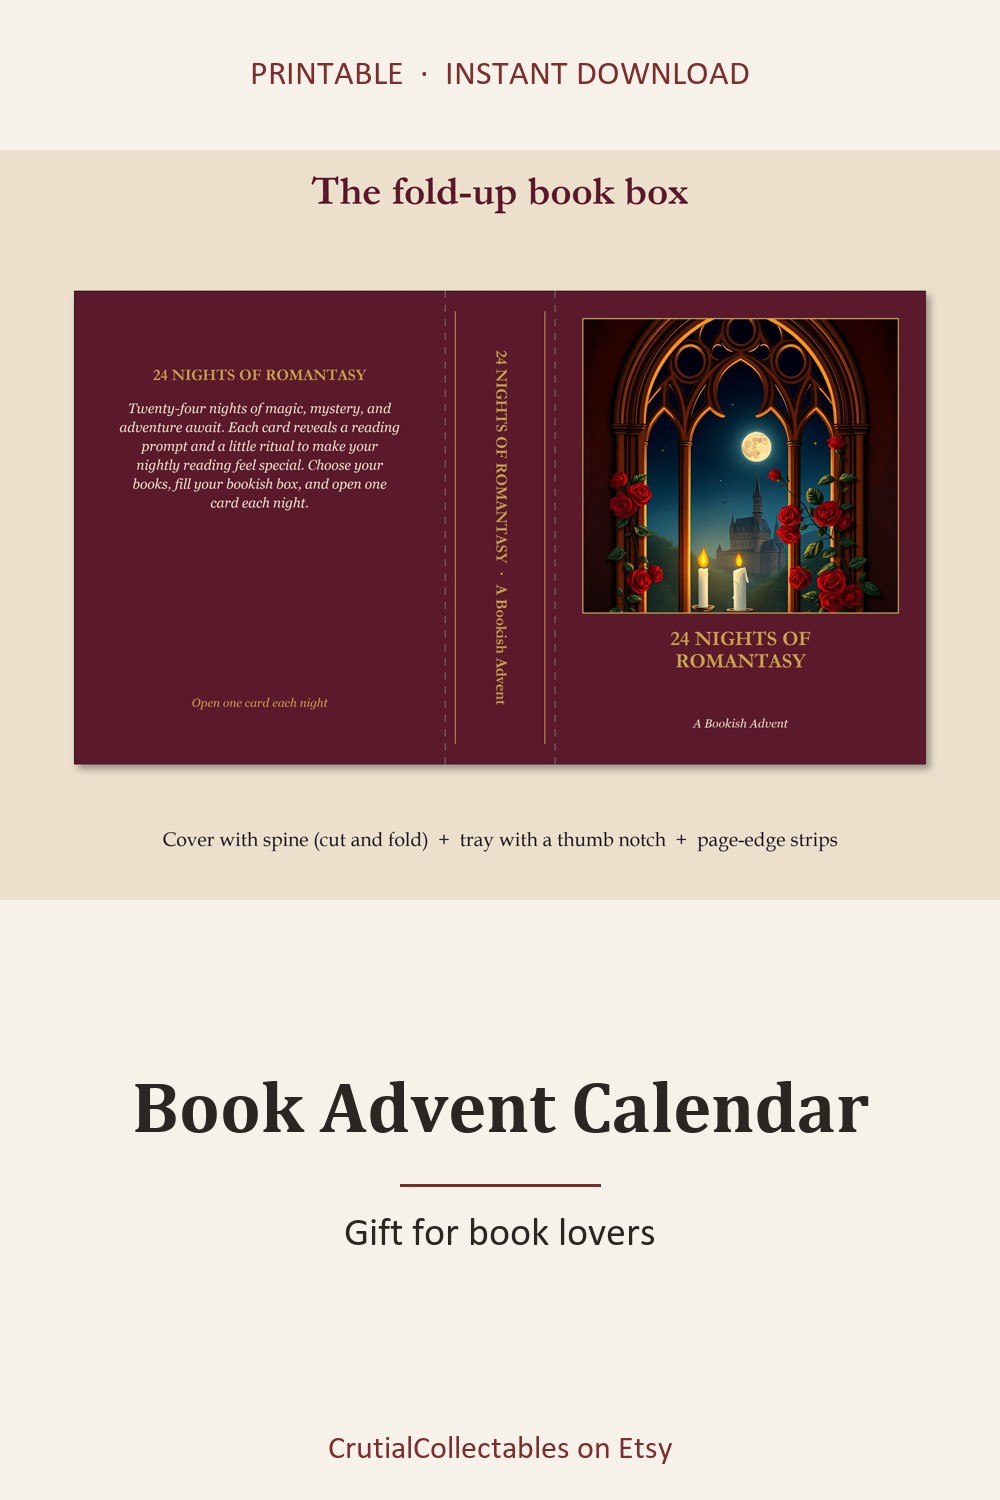 PRINTABLE · INSTANT DOWNLOAD
The fold-up book box
24 NIGHTS OF ROMANTASY
Twenty-four nights of magic, mystery, and
adventure await. Each card reveals a reading
prompt and a little ritual to make your
nightly reading feel special. Choose your
books, fill your bookish box, and open one
card each night.
Open one card each night
24 NIGHTS OF ROMANTASY · A Bookish Advent
24 NIGHTS OF
ROMANTASY
A Bookish Advent
Cover with spine (cut and fold) + tray with a thumb notch + page-edge strips
Book Advent Calendar
Gift for book lovers
CrutialCollectables on Etsy